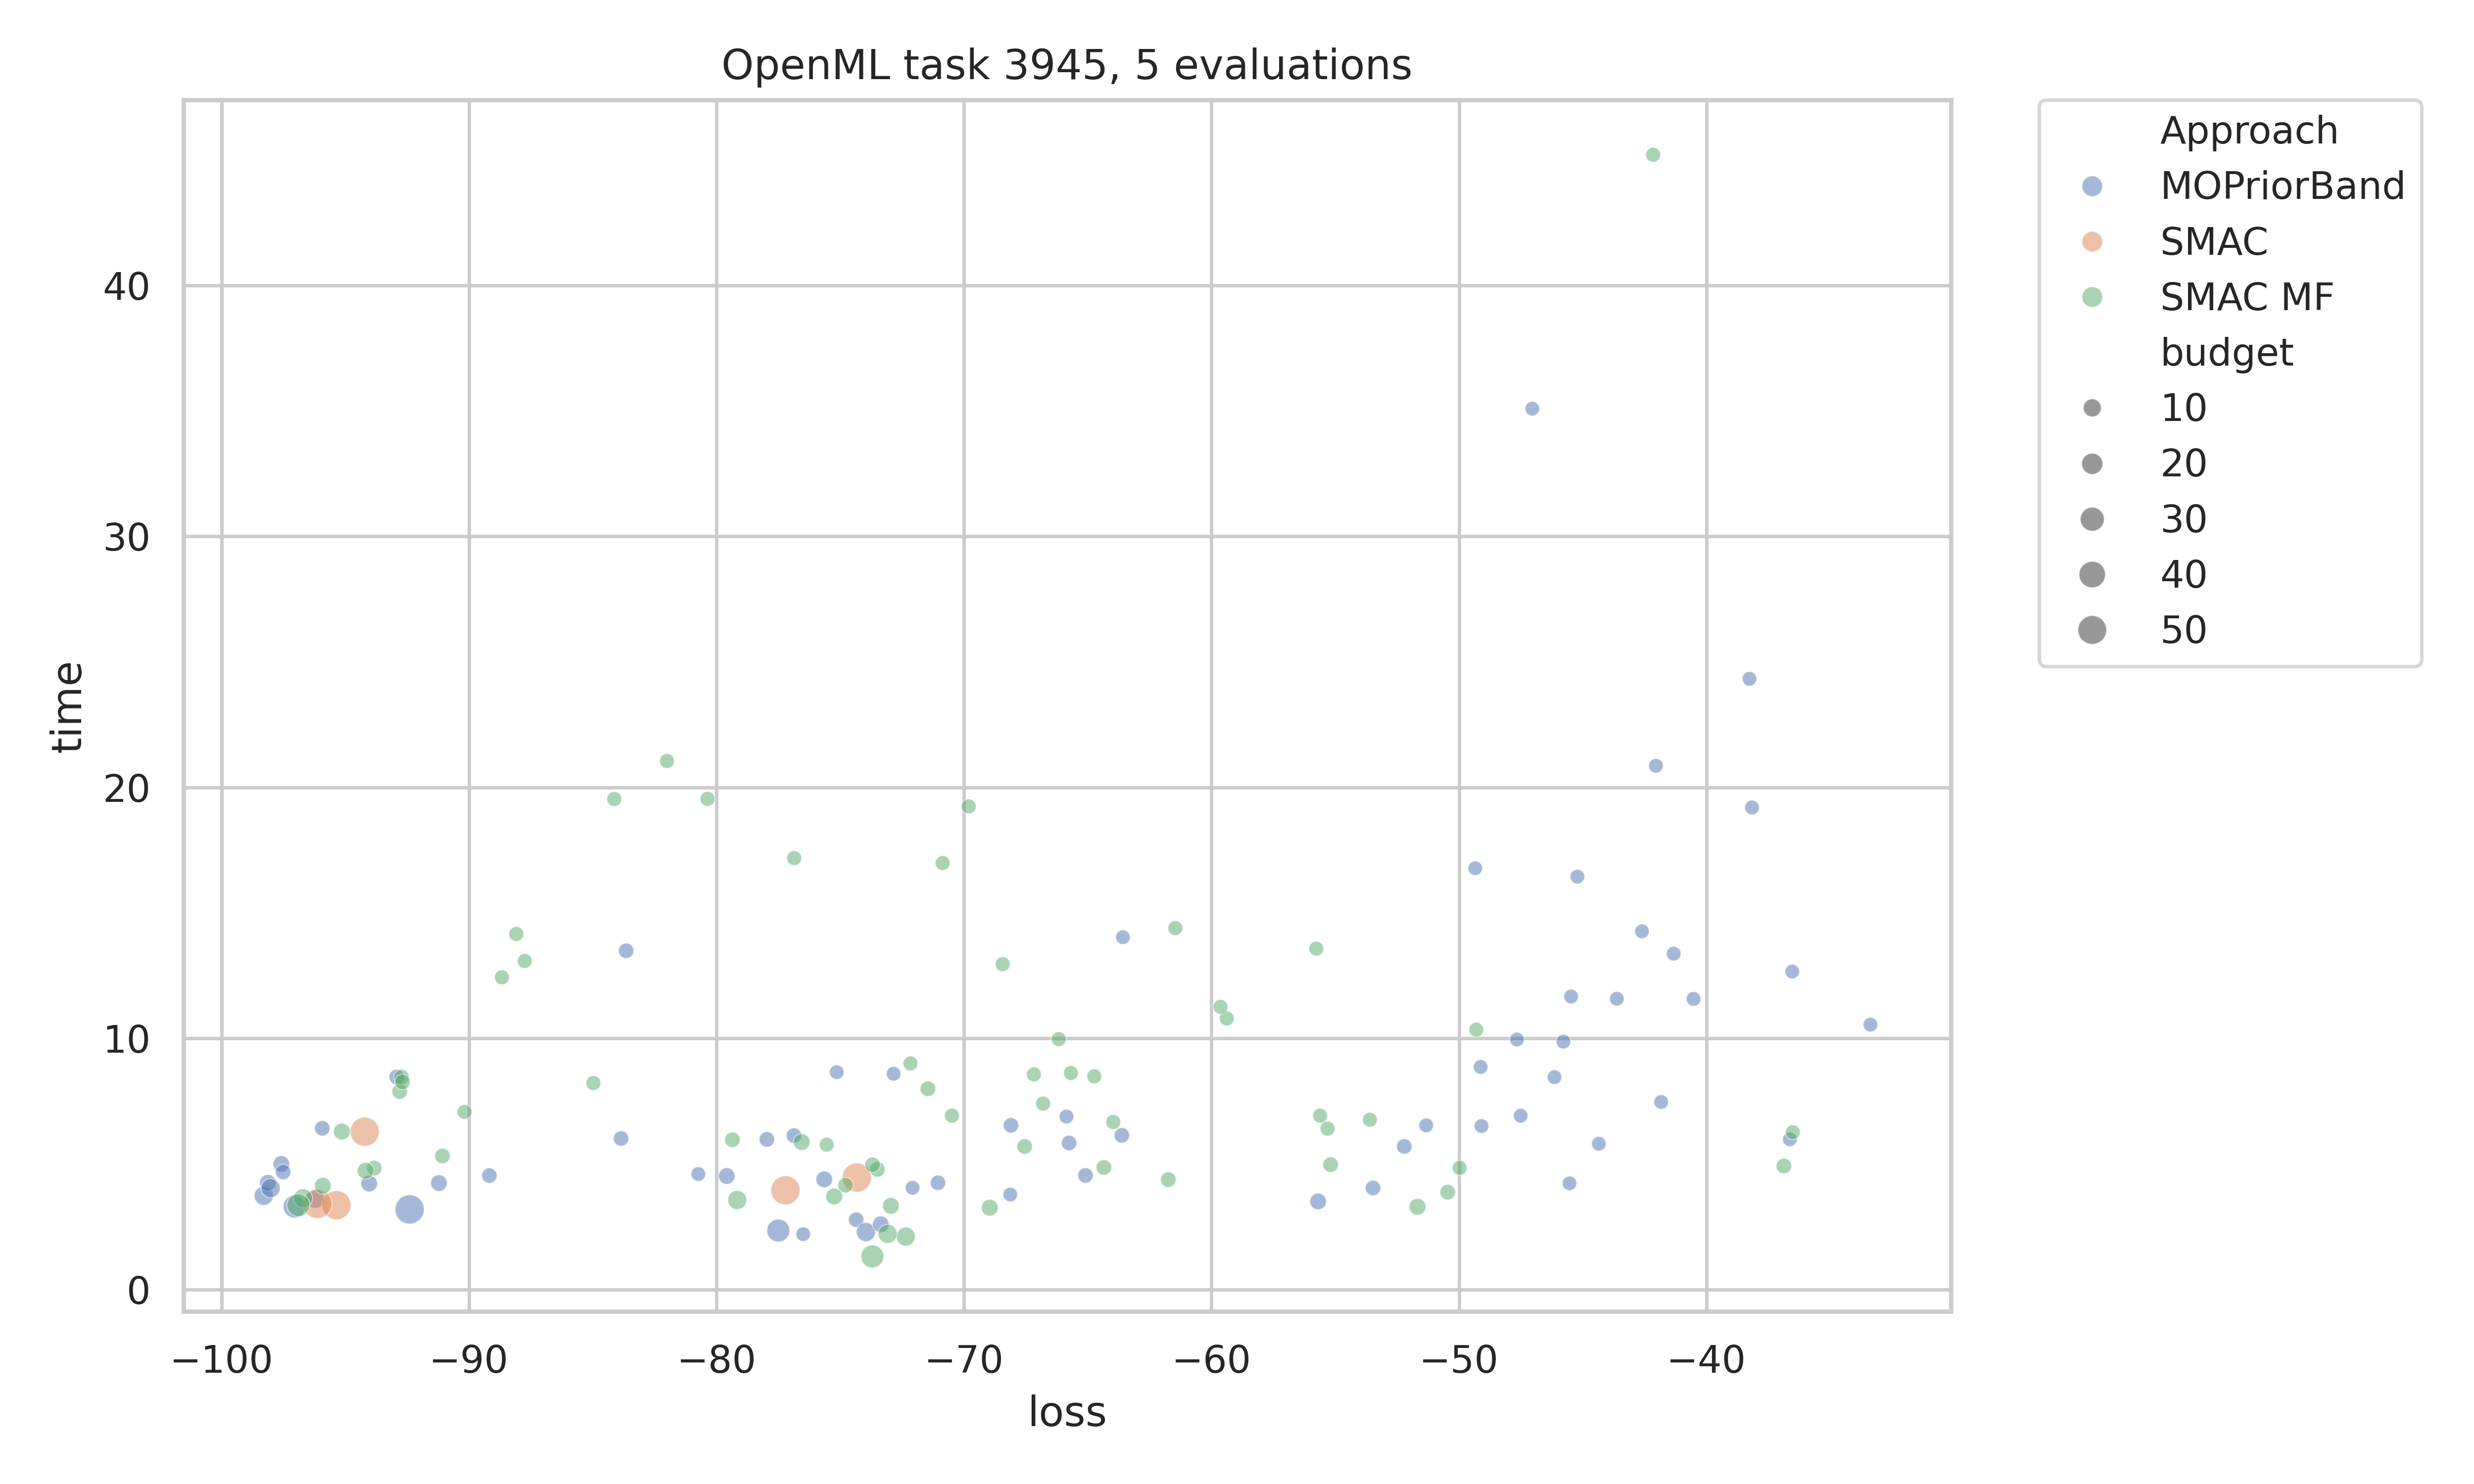 OpenML task 3945, 5 evaluations
Approach
MOPriorBand
SMAC
SMAC MF
budget
10
20
30
40
50
time
40
30
20
10
0
−100 −90 −80 −70 −60 −50 −40
loss